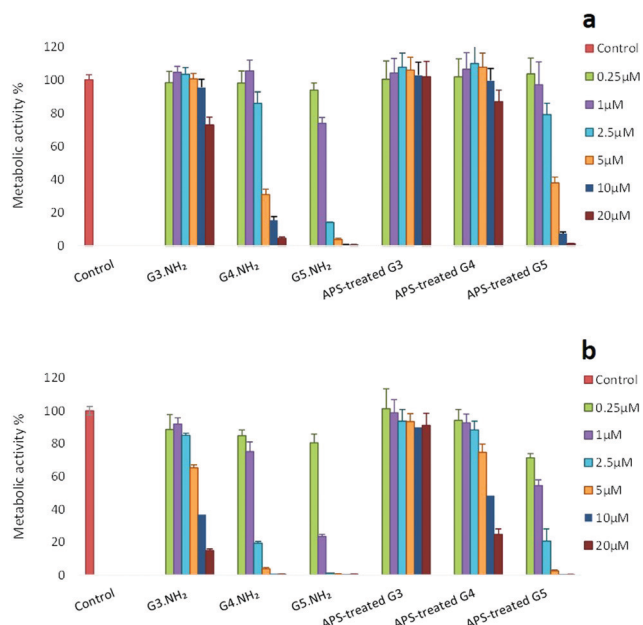 a
Metabolic activity %
120
100
80
60
40
20
0
Control
G3.NH₂
G4.NH₂
G5.NH₂
APS-treated G3
APS-treated G4
APS-treated G5
Control
0.25µM
1µM
2.5µM
5µM
10µM
20µM
b
Metabolic activity %
120
100
80
60
40
20
0
Control
G3.NH₂
G4.NH₂
G5.NH₂
APS-treated G3
APS-treated G4
APS-treated G5
Control
0.25µM
1µM
2.5µM
5µM
10µM
20µM